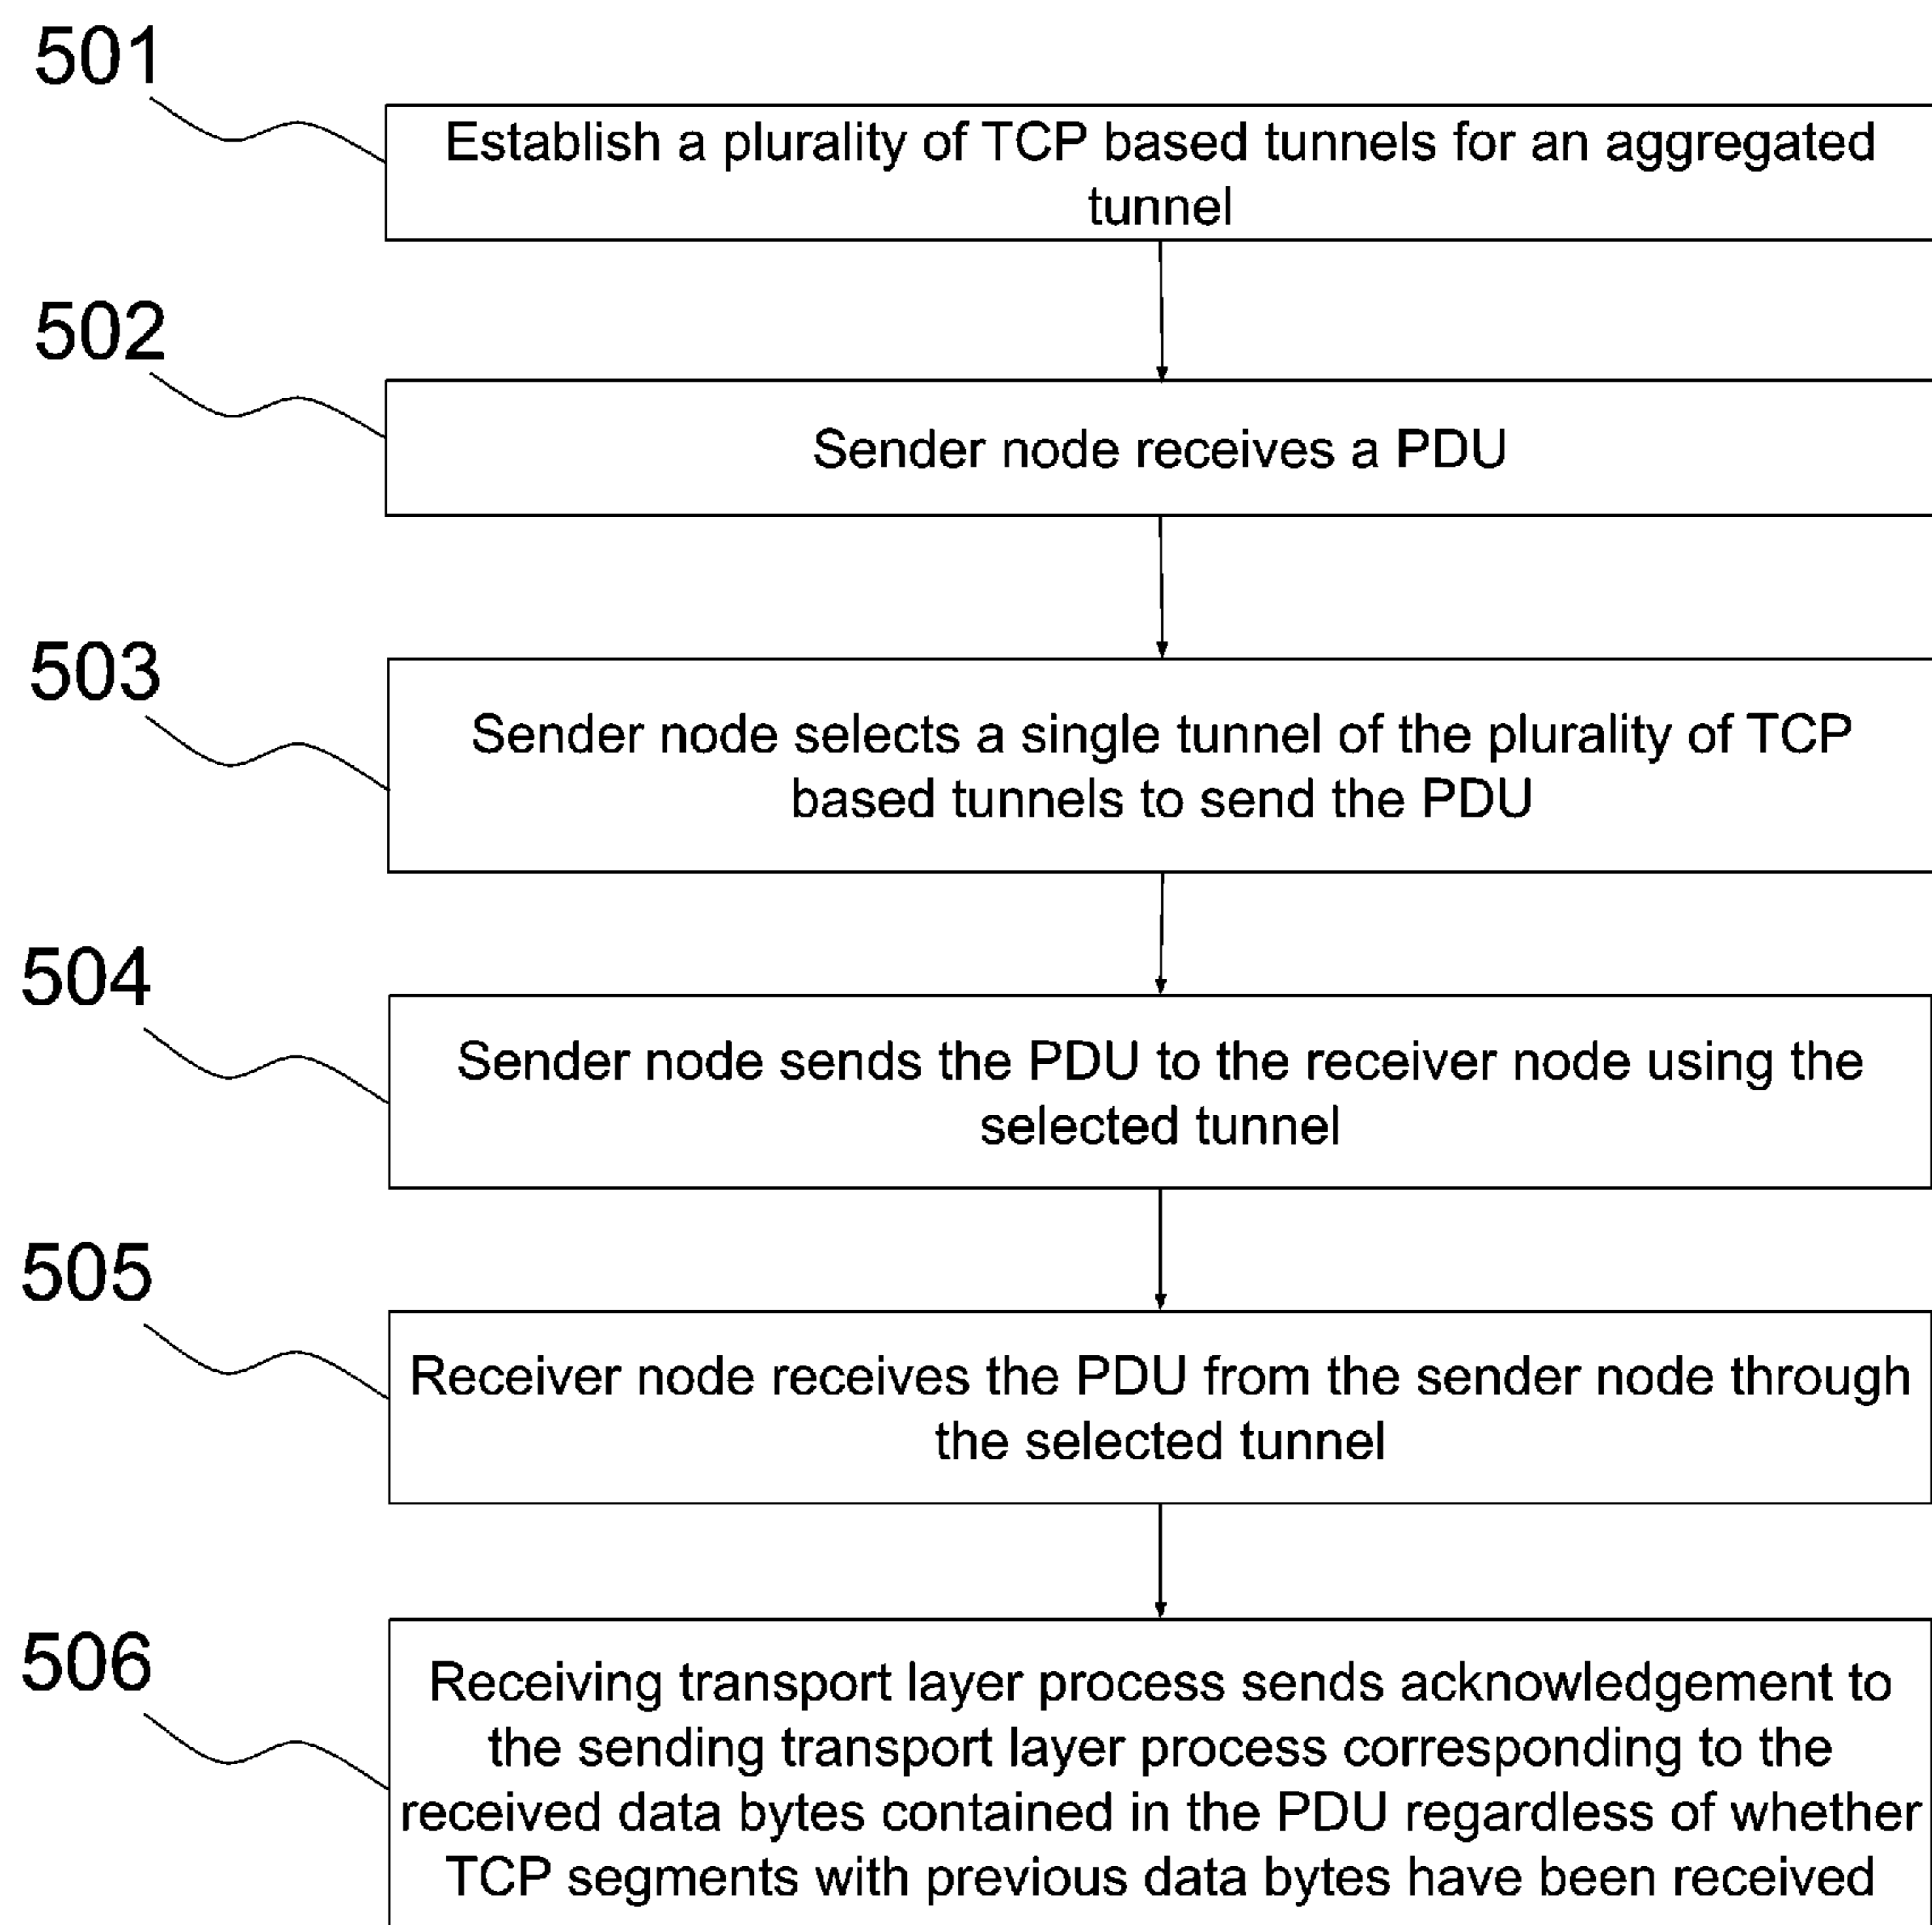 501
Establish a plurality of TCP based tunnels for an aggregated
tunnel
502
Sender node receives a PDU
503
Sender node selects a single tunnel of the plurality of TCP
based tunnels to send the PDU
504
Sender node sends the PDU to the receiver node using the
selected tunnel
505
Receiver node receives the PDU from the sender node through
the selected tunnel
506
Receiving transport layer process sends acknowledgement to
the sending transport layer process corresponding to the
received data bytes contained in the PDU regardless of whether
TCP segments with previous data bytes have been received